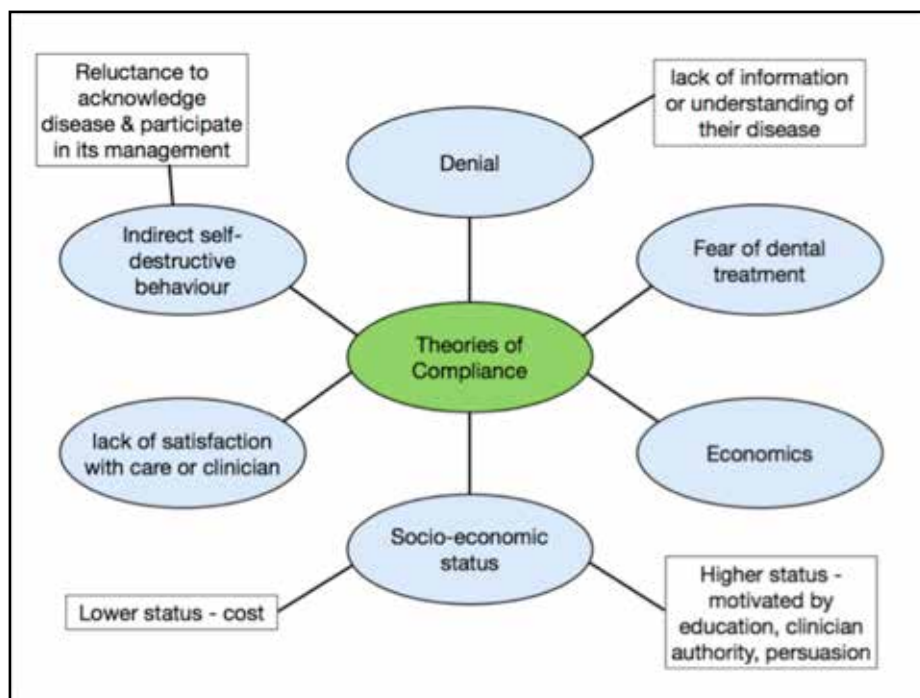 Reluctance to
acknowledge
disease & participate
in its management
lack of information
or understanding of
their disease
Denial
Indirect self-
destructive
behaviour
Fear of dental
treatment
Theories of
Compliance
lack of satisfaction
with care or clinician
Economics
Socio-economic
status
Lower status - cost
Higher status -
motivated by
education, clinician
authority, persuasion